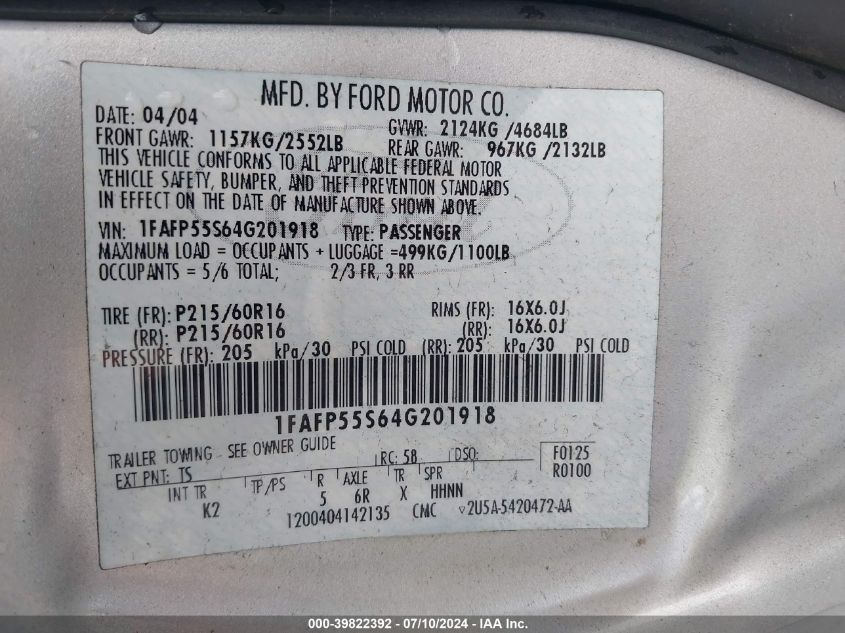 MFD. BY FORD MOTOR CO.
DATE: 04/04 GVWR: 2124KG /4684LB
FRONT GAWR: 1157KG/2552LB REAR GAWR: 967KG /2132LB
THIS VEHICLE CONFORMS TO ALL APPLICABLE FEDERAL MOTOR
VEHICLE SAFETY, BUMPER, AND THEFT PREVENTION STANDARDS
IN EFFECT ON THE DATE OF MANUFACTURE SHOWN ABOVE.
VIN: 1FAFP55S64G201918 TYPE: PASSENGER
MAXIMUM LOAD = OCCUPANTS + LUGGAGE =499KG/1100LB
OCCUPANTS = 5/6 TOTAL; 2/3 FR, 3 RR
TIRE (FR): P215/60R16 RIMS (FR): 16X6.0J
(RR): P215/60R16 (RR): 16X6.0J
PRESSURE (FR): 205 kPa/30 PSI COLD (RR): 205 kPa/30 PSI COLD
1FAFP55S64G201918
TRAILER TOWING - SEE OWNER GUIDE RC: 58 DSO: F0125
EXT PNT: TS R0100
INT TR TP/PS R AXLE TR SPR
K2 5 6R X HHNN
1200404142135 CMC 2U5A-5420472-AA
000-39822392 - 07/10/2024 - IAA Inc.